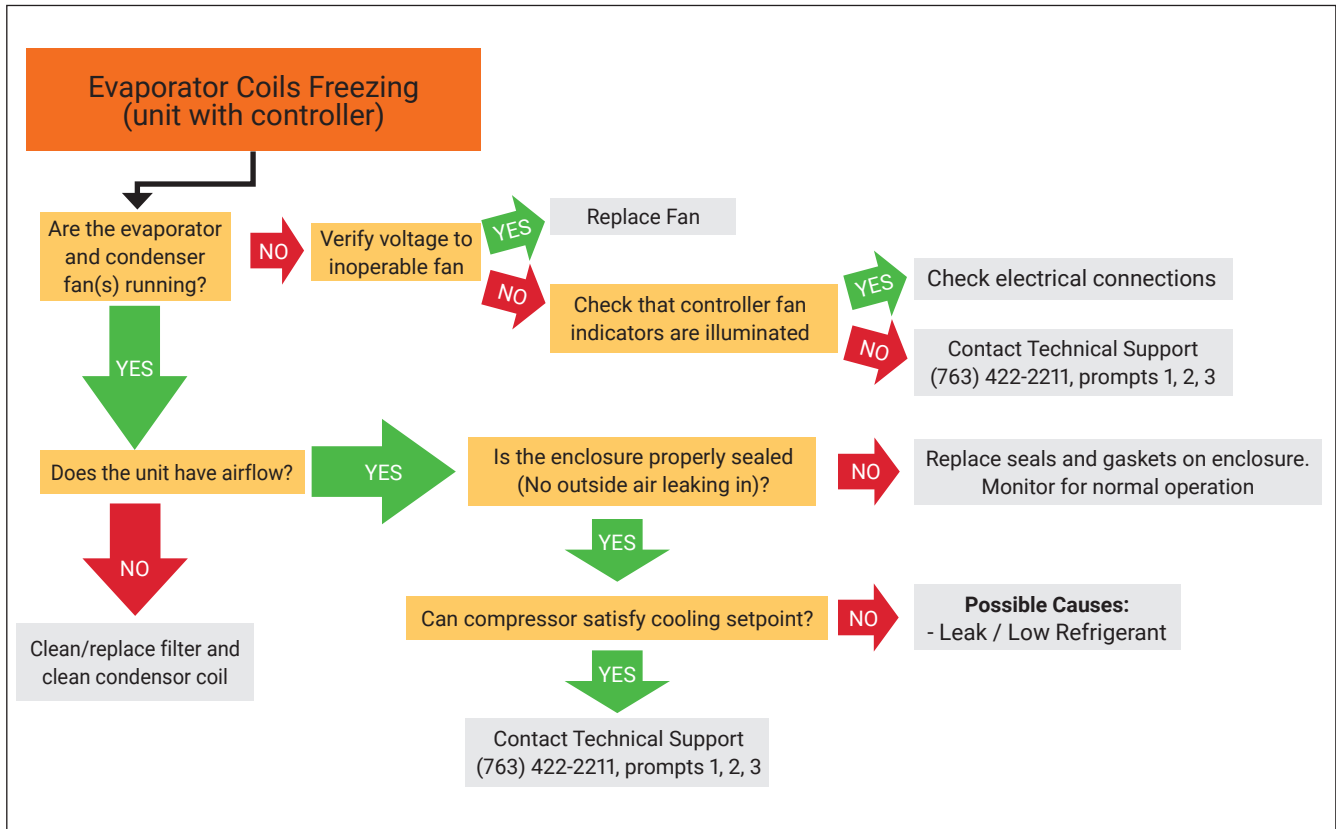 Evaporator Coils Freezing
(unit with controller)
Are the evaporator
and condenser
fan(s) running?
NO
Verify voltage to
inoperable fan
YES
Replace Fan
NO
Check that controller fan
indicators are illuminated
YES
Check electrical connections
NO
Contact Technical Support
(763) 422-2211, prompts 1, 2, 3
YES
Does the unit have airflow?
YES
Is the enclosure properly sealed
(No outside air leaking in)?
NO
Replace seals and gaskets on enclosure.
Monitor for normal operation
NO
Clean/replace filter and
clean condensor coil
YES
Can compressor satisfy cooling setpoint?
NO
Possible Causes:
- Leak / Low Refrigerant
YES
Contact Technical Support
(763) 422-2211, prompts 1, 2, 3